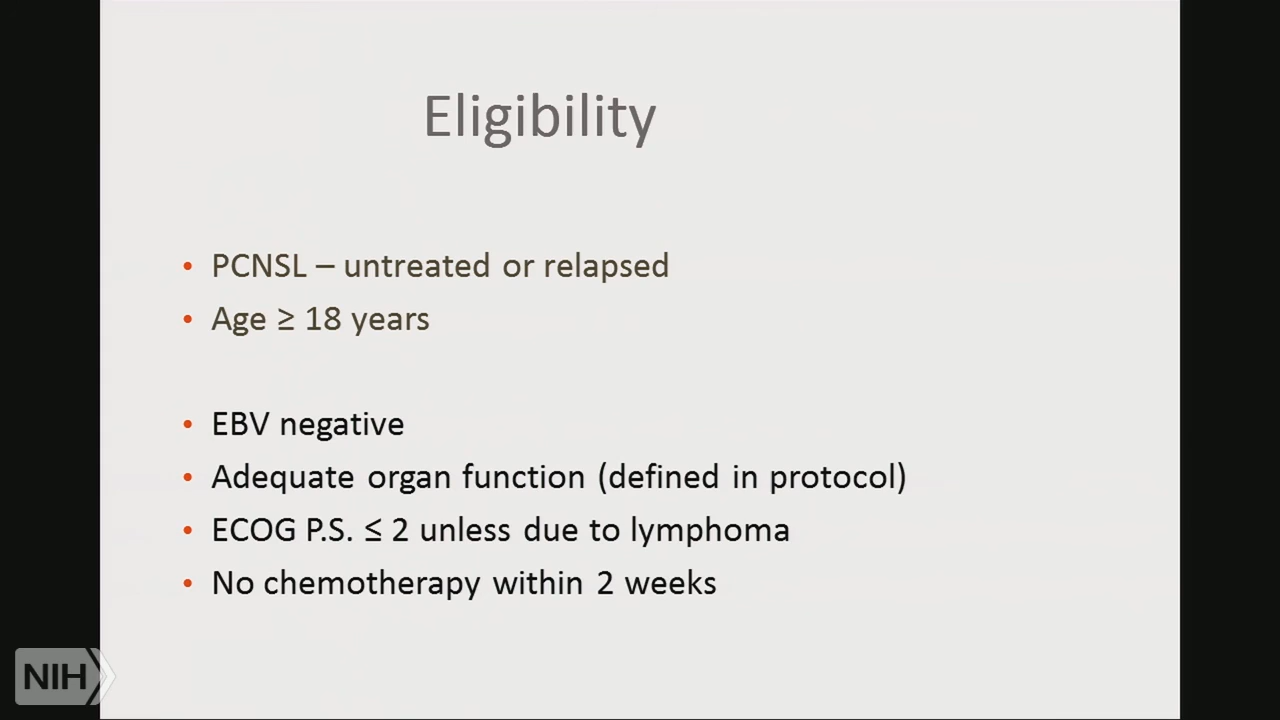 Eligibility
• PCNSL – untreated or relapsed
• Age ≥ 18 years
• EBV negative
• Adequate organ function (defined in protocol)
• ECOG P.S. ≤ 2 unless due to lymphoma
• No chemotherapy within 2 weeks
NIH